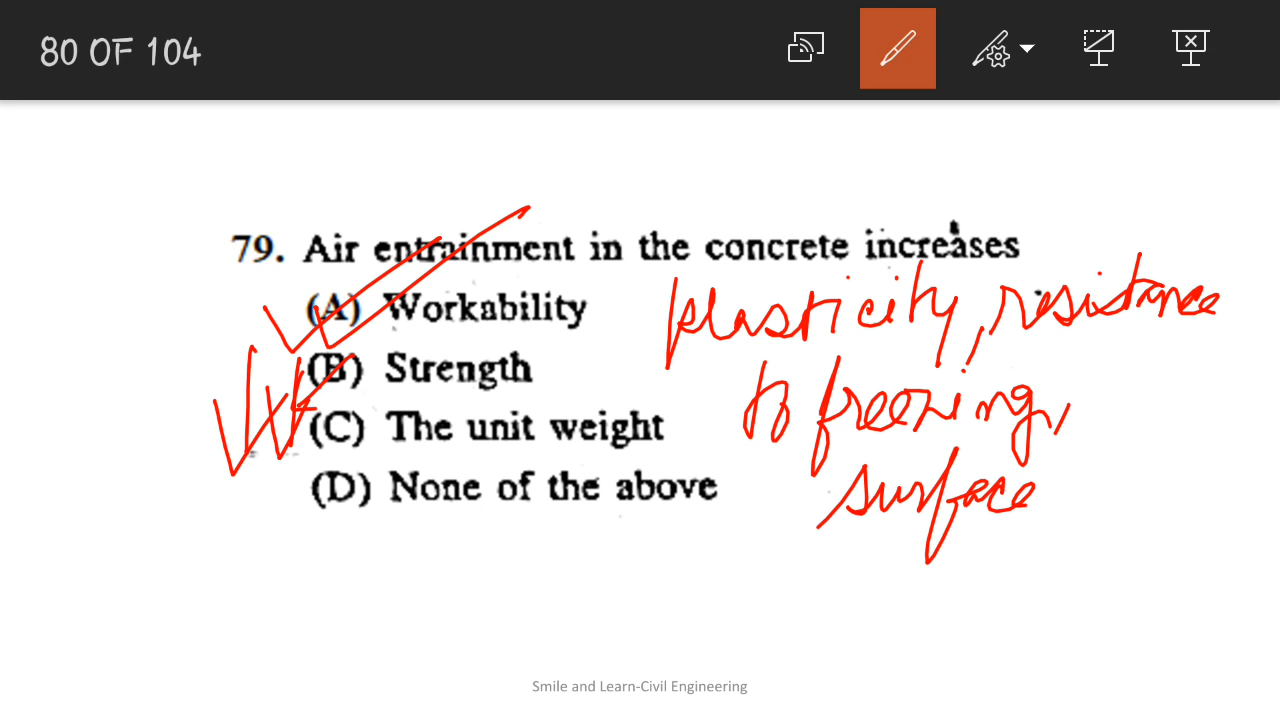 80 OF 104
79. Air entrainment in the concrete increases
(A) Workability
plasticity, resistance
(B) Strength
to freezing,
(C) The unit weight
surface
(D) None of the above
Smile and Learn-Civil Engineering